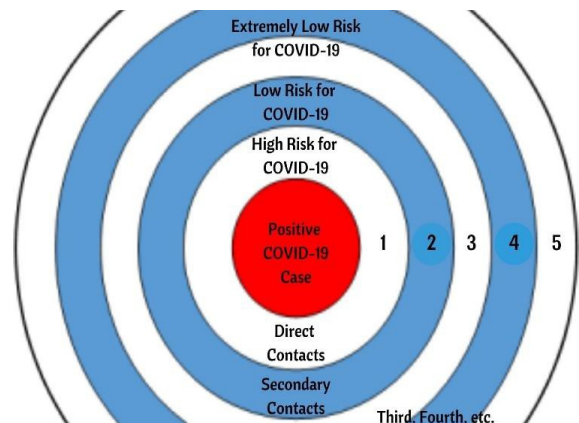 Extremely Low Risk
for COVID-19
Low Risk for
COVID-19
High Risk for
COVID-19
Positive
COVID-19
Case
1 2 3 4 5
Direct
Contacts
Secondary
Contacts
Third, Fourth, etc.